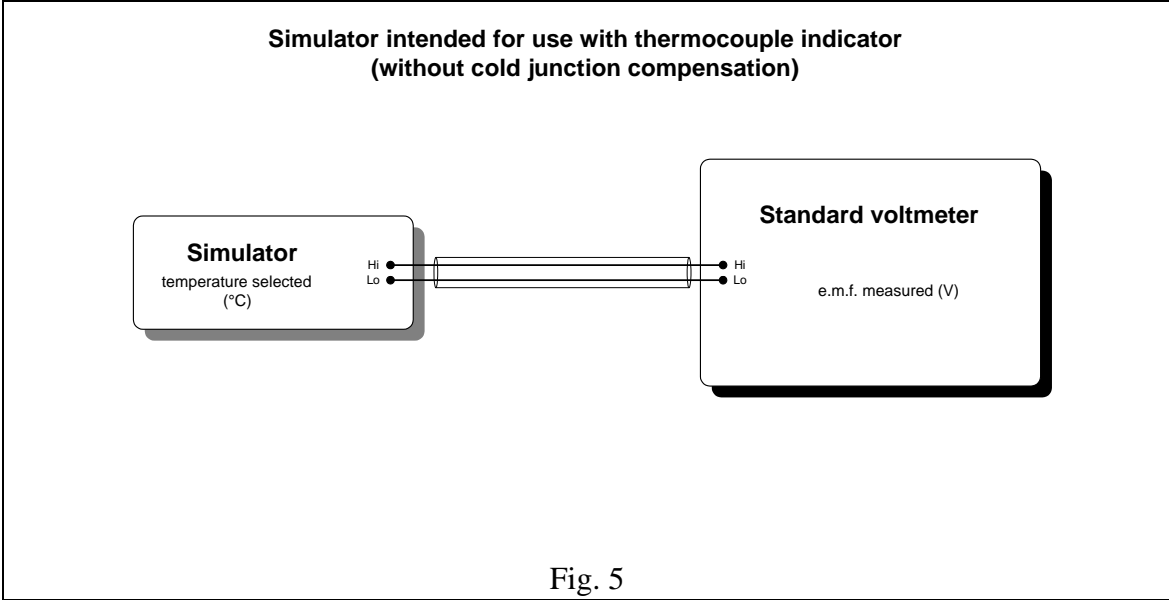 Simulator intended for use with thermocouple indicator
(without cold junction compensation)
Standard voltmeter
Simulator
temperature selected
(°C)
Hi
Lo
Hi
Lo
e.m.f. measured (V)
Fig. 5